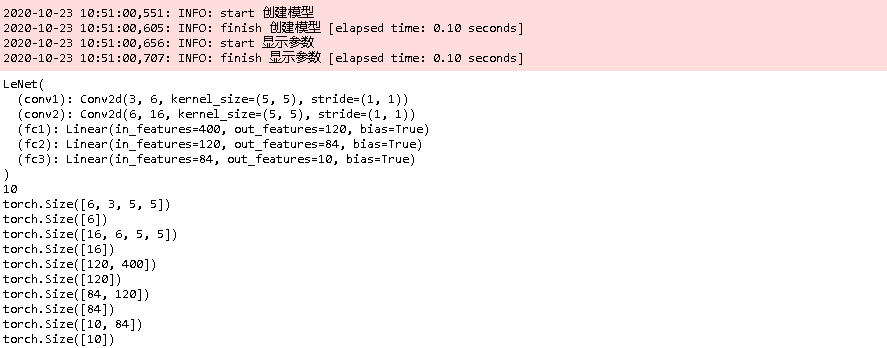 2020-10-23 10:51:00,551: INFO: start 创建模型
2020-10-23 10:51:00,605: INFO: finish 创建模型 [elapsed time: 0.10 seconds]
2020-10-23 10:51:00,656: INFO: start 显示参数
2020-10-23 10:51:00,707: INFO: finish 显示参数 [elapsed time: 0.10 seconds]
LeNet(
  (conv1): Conv2d(3, 6, kernel_size=(5, 5), stride=(1, 1))
  (conv2): Conv2d(6, 16, kernel_size=(5, 5), stride=(1, 1))
  (fc1): Linear(in_features=400, out_features=120, bias=True)
  (fc2): Linear(in_features=120, out_features=84, bias=True)
  (fc3): Linear(in_features=84, out_features=10, bias=True)
)
10
torch.Size([6, 3, 5, 5])
torch.Size([6])
torch.Size([16, 6, 5, 5])
torch.Size([16])
torch.Size([120, 400])
torch.Size([120])
torch.Size([84, 120])
torch.Size([84])
torch.Size([10, 84])
torch.Size([10])